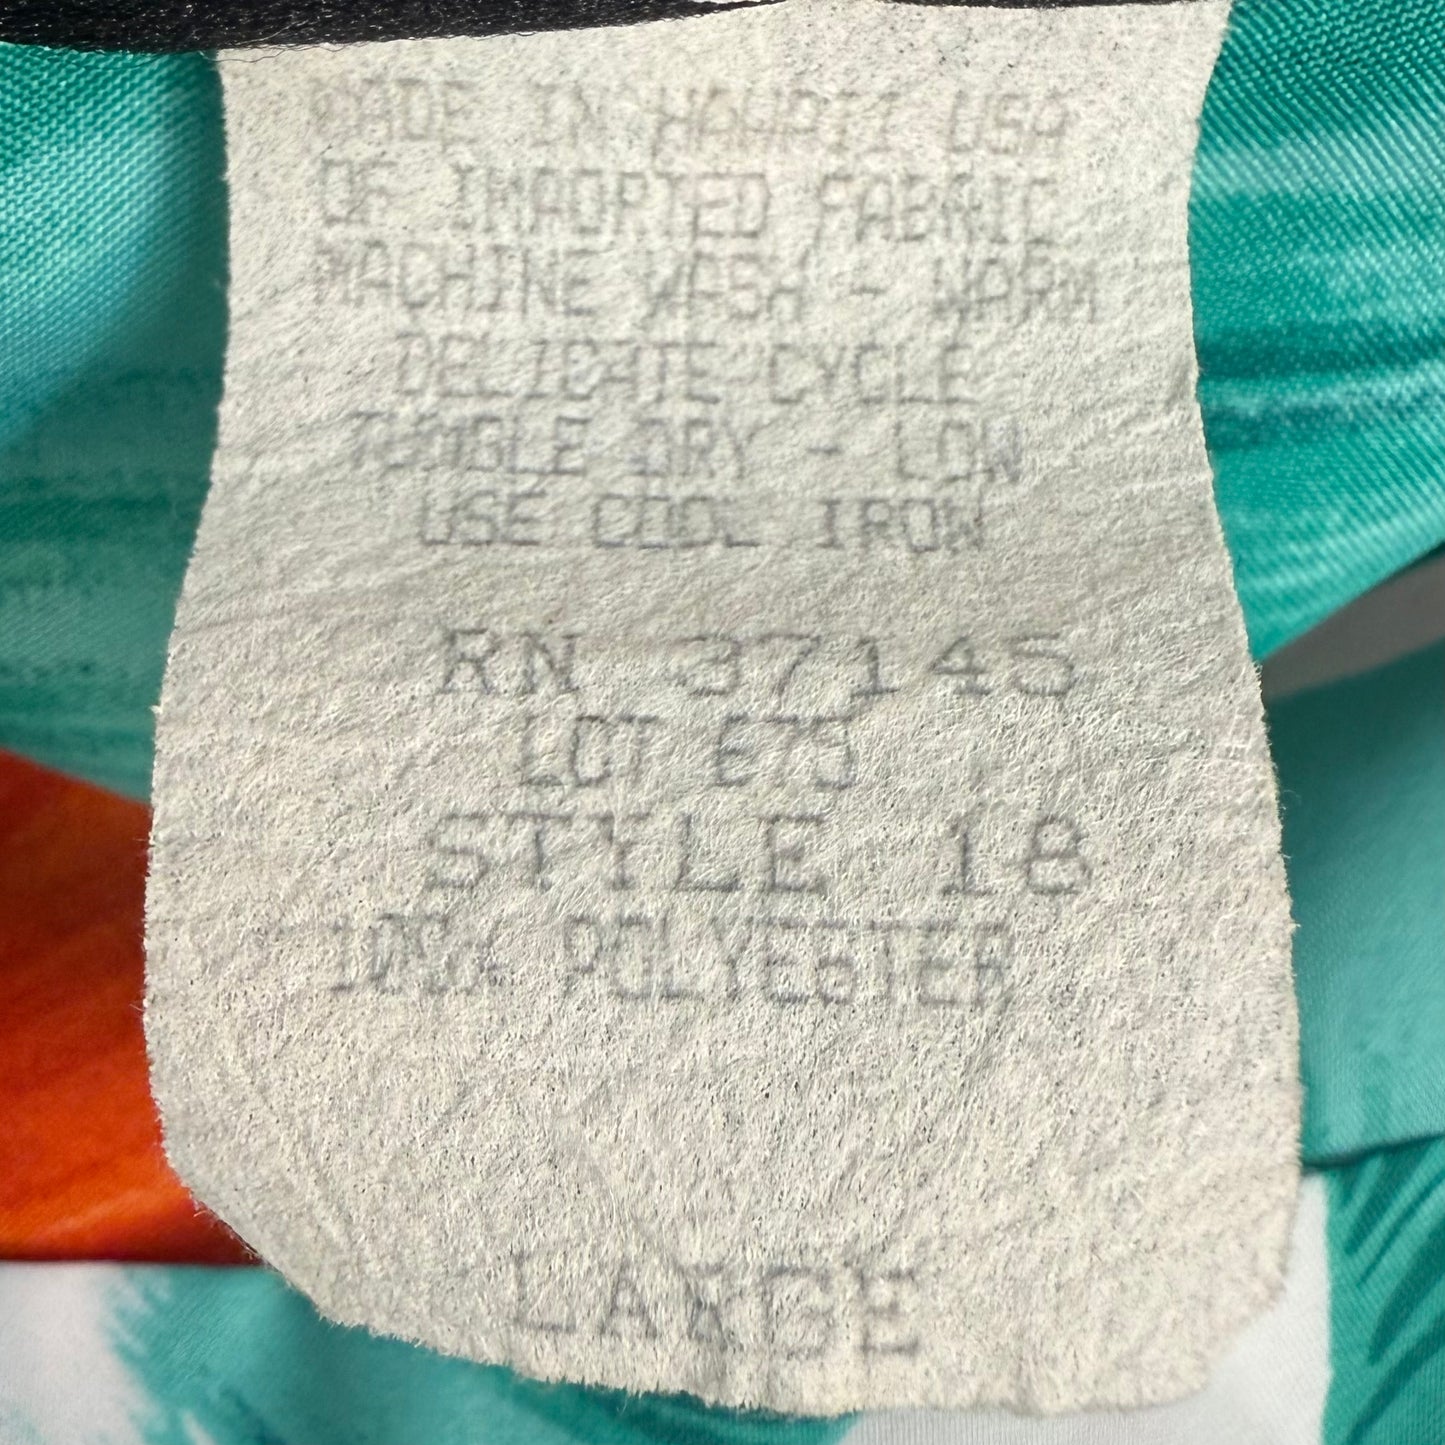 MADE IN HAWAII USA
OF IMPORTED FABRIC
MACHINE WASH - WARM
DELICATE CYCLE
TUMBLE DRY - LOW
USE COOL IRON
RN 37145
LOT 673
STYLE 18
100% POLYESTER
LARGE